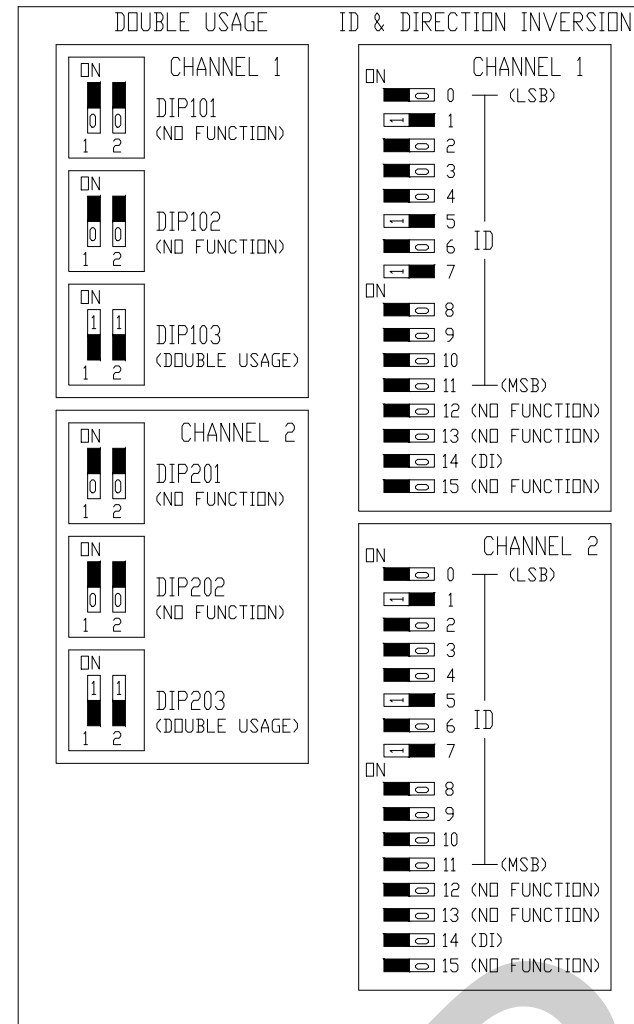 DOUBLE USAGE
CHANNEL 1
ON
0 0
1 2
DIP101
(NO FUNCTION)
ON
0 0
1 2
DIP102
(NO FUNCTION)
ON
1 1
1 2
DIP103
(DOUBLE USAGE)
CHANNEL 2
ON
0 0
1 2
DIP201
(NO FUNCTION)
ON
0 0
1 2
DIP202
(NO FUNCTION)
ON
1 1
1 2
DIP203
(DOUBLE USAGE)
ID & DIRECTION INVERSION
CHANNEL 1
ON
0 0 (LSB)
1 1
0 2
0 3
0 4
1 5
0 6
ID
1 7
ON
0 8
0 9
0 10
0 11 (MSB)
0 12 (NO FUNCTION)
0 13 (NO FUNCTION)
0 14 (DI)
0 15 (NO FUNCTION)
CHANNEL 2
ON
0 0 (LSB)
1 1
0 2
0 3
0 4
1 5
0 6
ID
1 7
ON
0 8
0 9
0 10
0 11 (MSB)
0 12 (NO FUNCTION)
0 13 (NO FUNCTION)
0 14 (DI)
0 15 (NO FUNCTION)